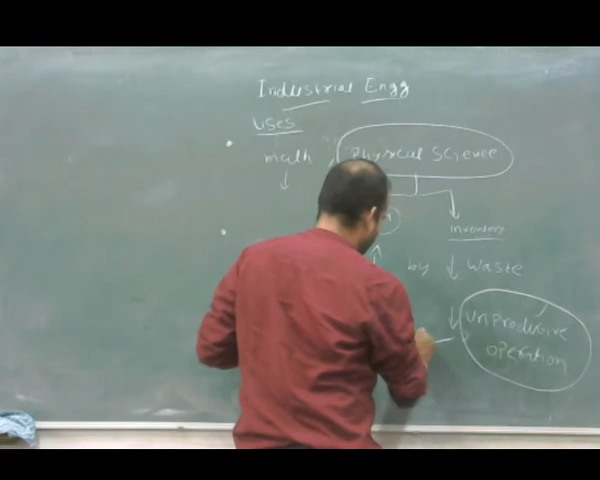 Industrial Engg
uses
math, Physical Science
Inventory
by ↓ Waste
↓ unproductive
operation